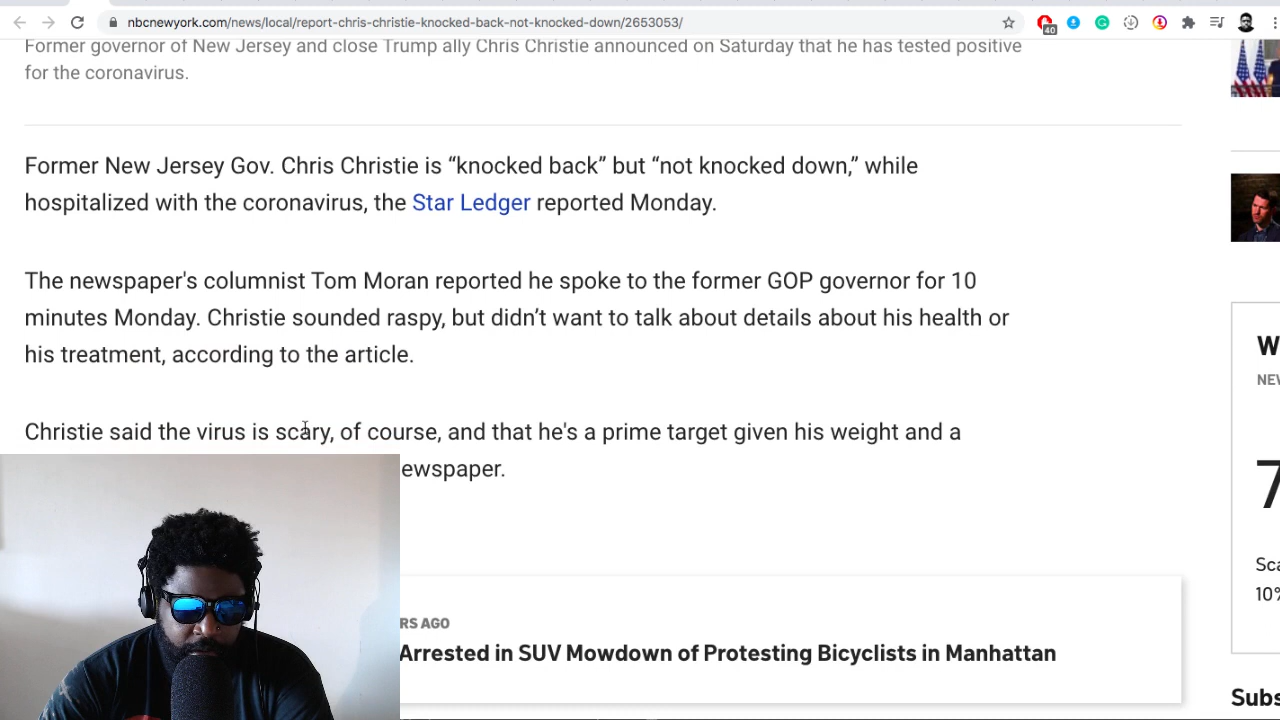 nbcnewyork.com/news/local/report-chris-christie-knocked-back-not-knocked-down/2653053/
40
Former governor of New Jersey and close Trump ally Chris Christie announced on Saturday that he has tested positive
for the coronavirus.
Former New Jersey Gov. Chris Christie is “knocked back” but “not knocked down,” while
hospitalized with the coronavirus, the Star Ledger reported Monday.
The newspaper's columnist Tom Moran reported he spoke to the former GOP governor for 10
minutes Monday. Christie sounded raspy, but didn’t want to talk about details about his health or
his treatment, according to the article.
Christie said the virus is scary, of course, and that he's a prime target given his weight and a
ewspaper.
RS AGO
Arrested in SUV Mowdown of Protesting Bicyclists in Manhattan
W
NEW
7
Sca
10%
Subs